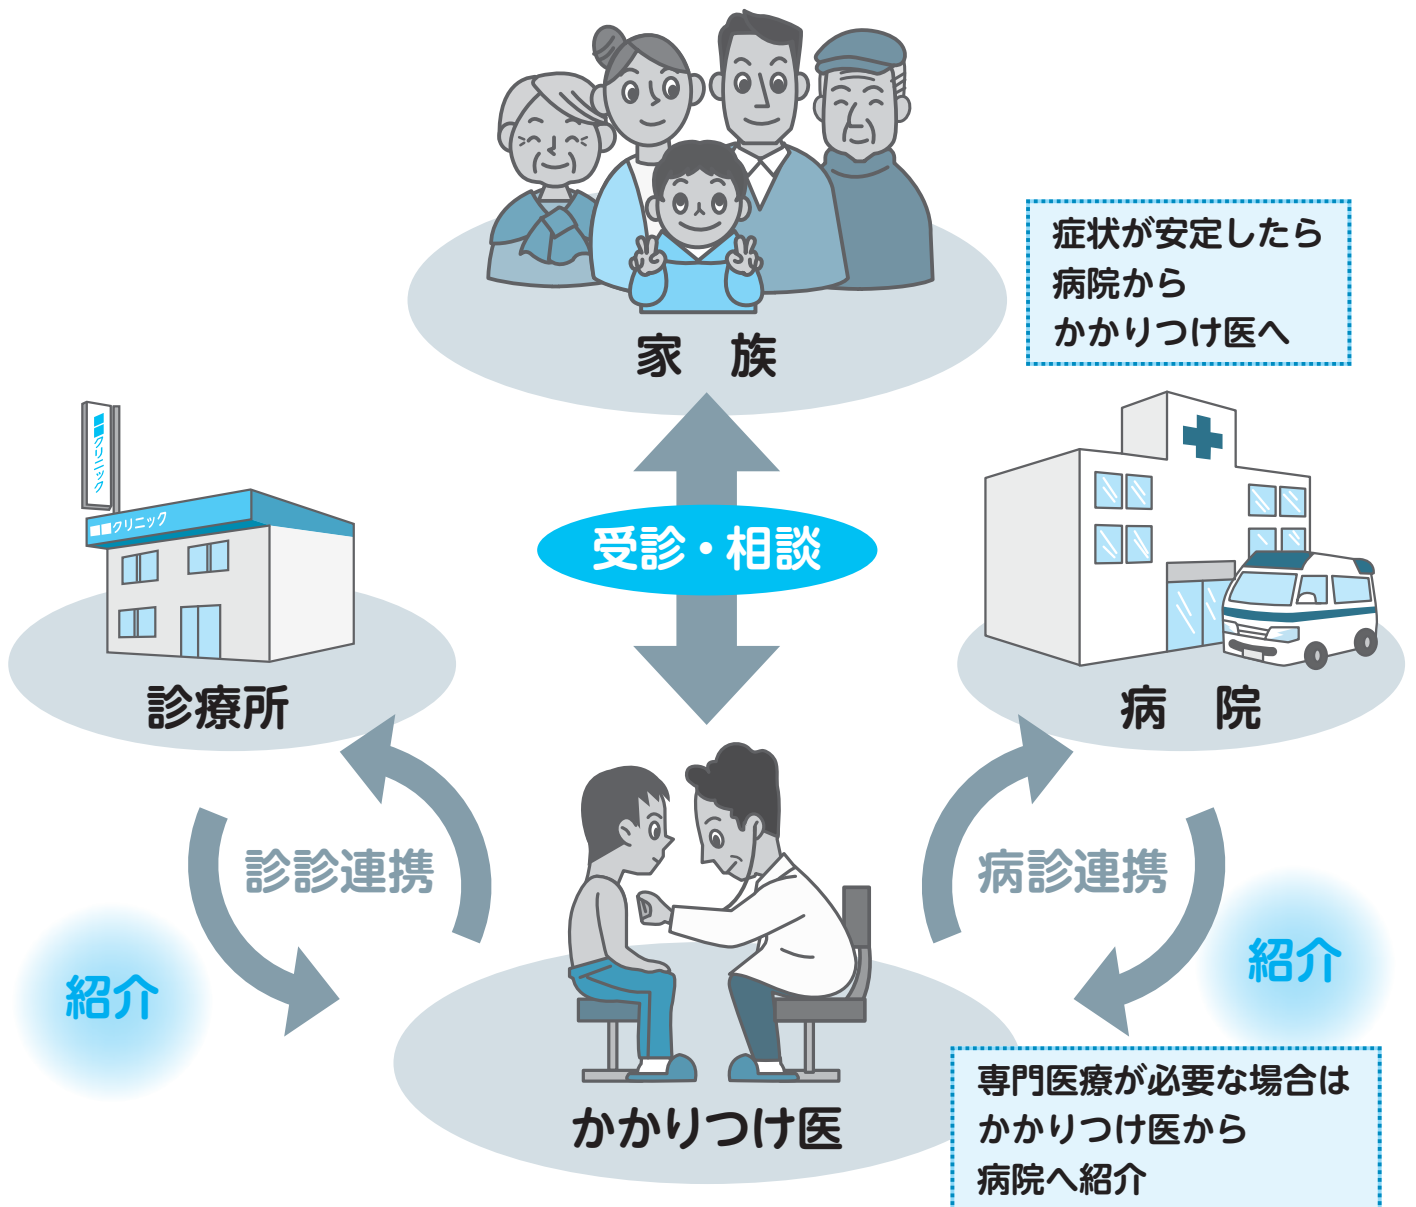 家　族
症状が安定したら
病院から
かかりつけ医へ
クリニック
クリニック
受診・相談
診療所
病　院
診診連携
病診連携
紹介
紹介
かかりつけ医
専門医療が必要な場合は
かかりつけ医から
病院へ紹介